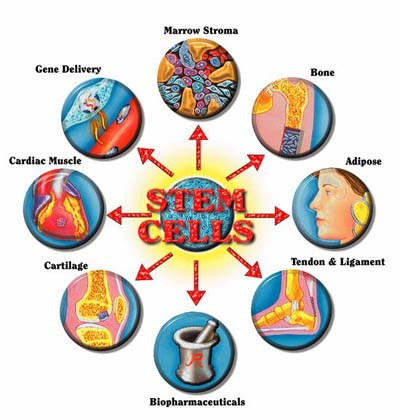 Marrow Stroma
Gene Delivery
Bone
Cardiac Muscle
Adipose
STEM
CELLS
Cartilage
Tendon & Ligament
Biopharmaceuticals